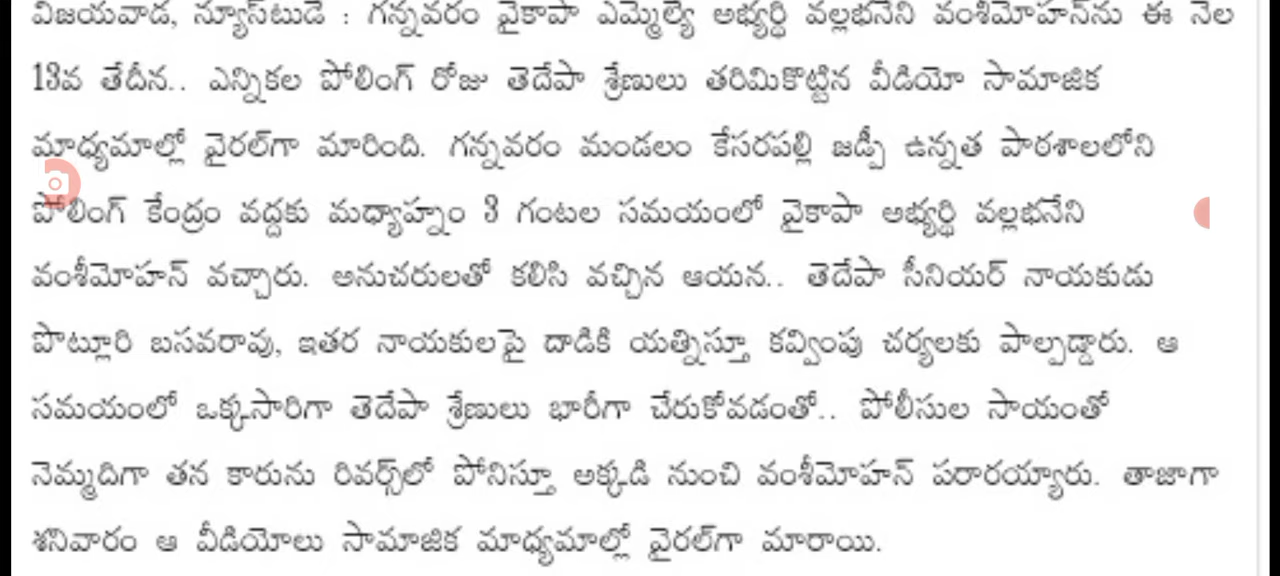 విజయవాడ, న్యూస్‌టుడే : గన్నవరం వైకాపా ఎమ్మెల్యే అభ్యర్థి వల్లభనేని వంశీమోహన్‌ను ఈ నెల
13వ తేదీన.. ఎన్నికల పోలింగ్ రోజు తెదేపా శ్రేణులు తరిమికొట్టిన వీడియో సామాజిక
మాధ్యమాల్లో వైరల్‌గా మారింది. గన్నవరం మండలం కేసరపల్లి జడ్పీ ఉన్నత పాఠశాలలోని
పోలింగ్ కేంద్రం వద్దకు మధ్యాహ్నం 3 గంటల సమయంలో వైకాపా అభ్యర్థి వల్లభనేని
వంశీమోహన్ వచ్చారు. అనుచరులతో కలిసి వచ్చిన ఆయన.. తెదేపా సీనియర్ నాయకుడు
పొట్లూరి బసవరావు, ఇతర నాయకులపై దాడికి యత్నిస్తూ కవ్వింపు చర్యలకు పాల్పడ్డారు. ఆ
సమయంలో ఒక్కసారిగా తెదేపా శ్రేణులు భారీగా చేరుకోవడంతో.. పోలీసుల సాయంతో
నెమ్మదిగా తన కారును రివర్స్‌లో పోనిస్తూ అక్కడి నుంచి వంశీమోహన్ పరారయ్యారు. తాజాగా
శనివారం ఆ వీడియోలు సామాజిక మాధ్యమాల్లో వైరల్‌గా మారాయి.